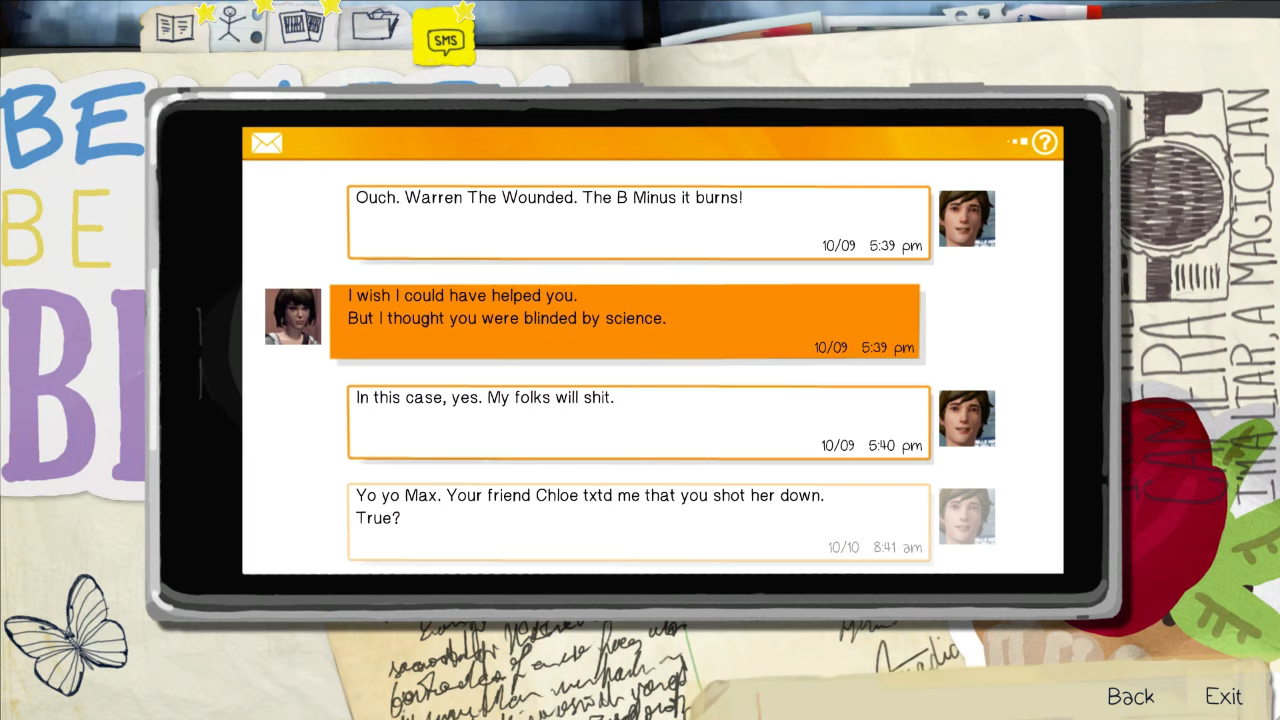 SMS
BE
BE
Ouch. Warren The Wounded. The B Minus it burns!
10/09 5:39 pm
I wish I could have helped you.
But I thought you were blinded by science.
10/09 5:39 pm
In this case, yes. My folks will shit.
10/09 5:40 pm
Yo yo Max. Your friend Chloe txtd me that you shot her down.
True?
10/10 8:41 am
?
CAMERA
LIAR, A MAGICIAN
Back Exit